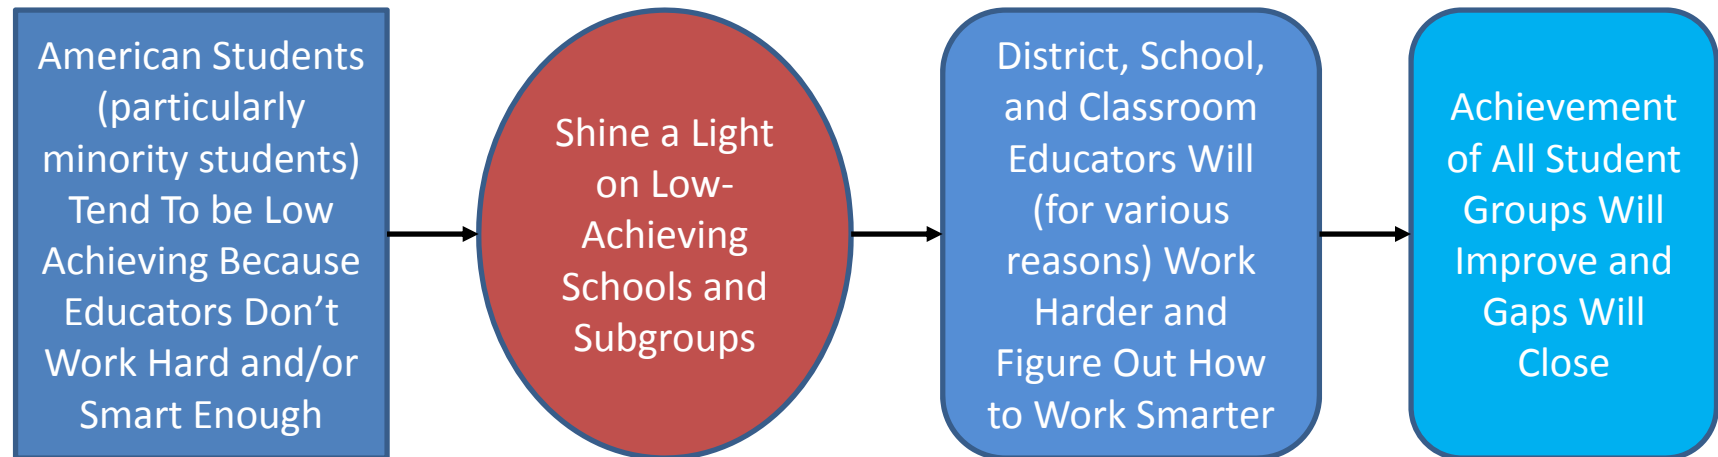 American Students
(particularly
minority students)
Tend To be Low
Achieving Because
Educators Don’t
Work Hard and/or
Smart Enough
Shine a Light
on Low-
Achieving
Schools and
Subgroups
District, School,
and Classroom
Educators Will
(for various
reasons) Work
Harder and
Figure Out How
to Work Smarter
Achievement
of All Student
Groups Will
Improve and
Gaps Will
Close